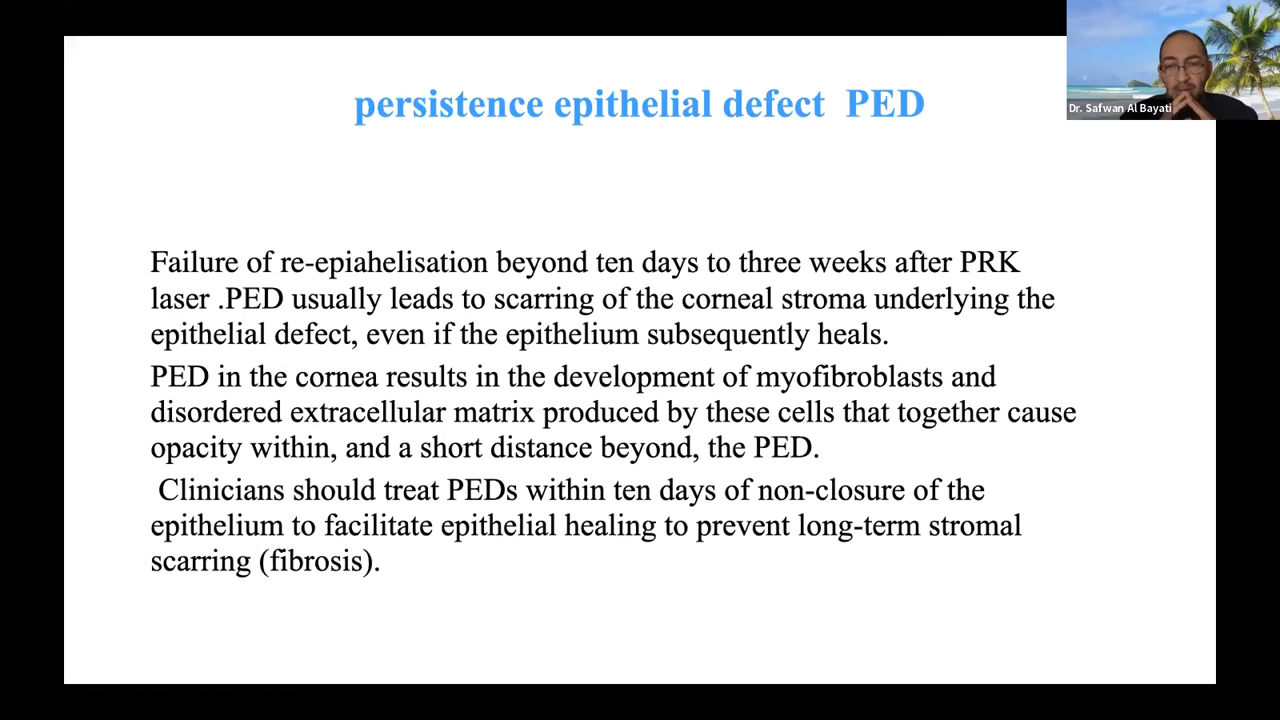 persistence epithelial defect PED
Dr. Safwan Al Bayati
Failure of re-epiahelisation beyond ten days to three weeks after PRK
laser .PED usually leads to scarring of the corneal stroma underlying the
epithelial defect, even if the epithelium subsequently heals.
PED in the cornea results in the development of myofibroblasts and
disordered extracellular matrix produced by these cells that together cause
opacity within, and a short distance beyond, the PED.
Clinicians should treat PEDs within ten days of non-closure of the
epithelium to facilitate epithelial healing to prevent long-term stromal
scarring (fibrosis).